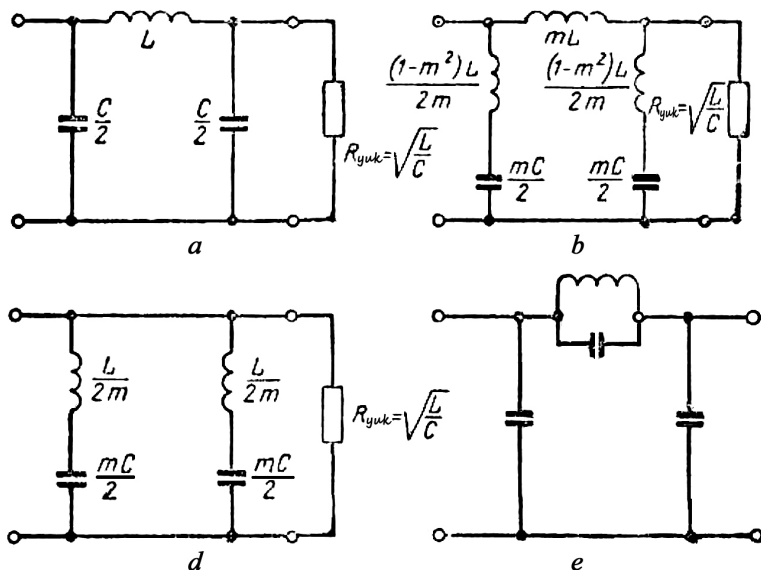 L
C/2
C/2
R_yuk=√(L/C)
a
mL
(1-m²)L/2m
(1-m²)L/2m
R_yuk=√(L/C)
mC/2
mC/2
b
L/2m
L/2m
R_yuk=√(L/C)
mC/2
mC/2
d
e